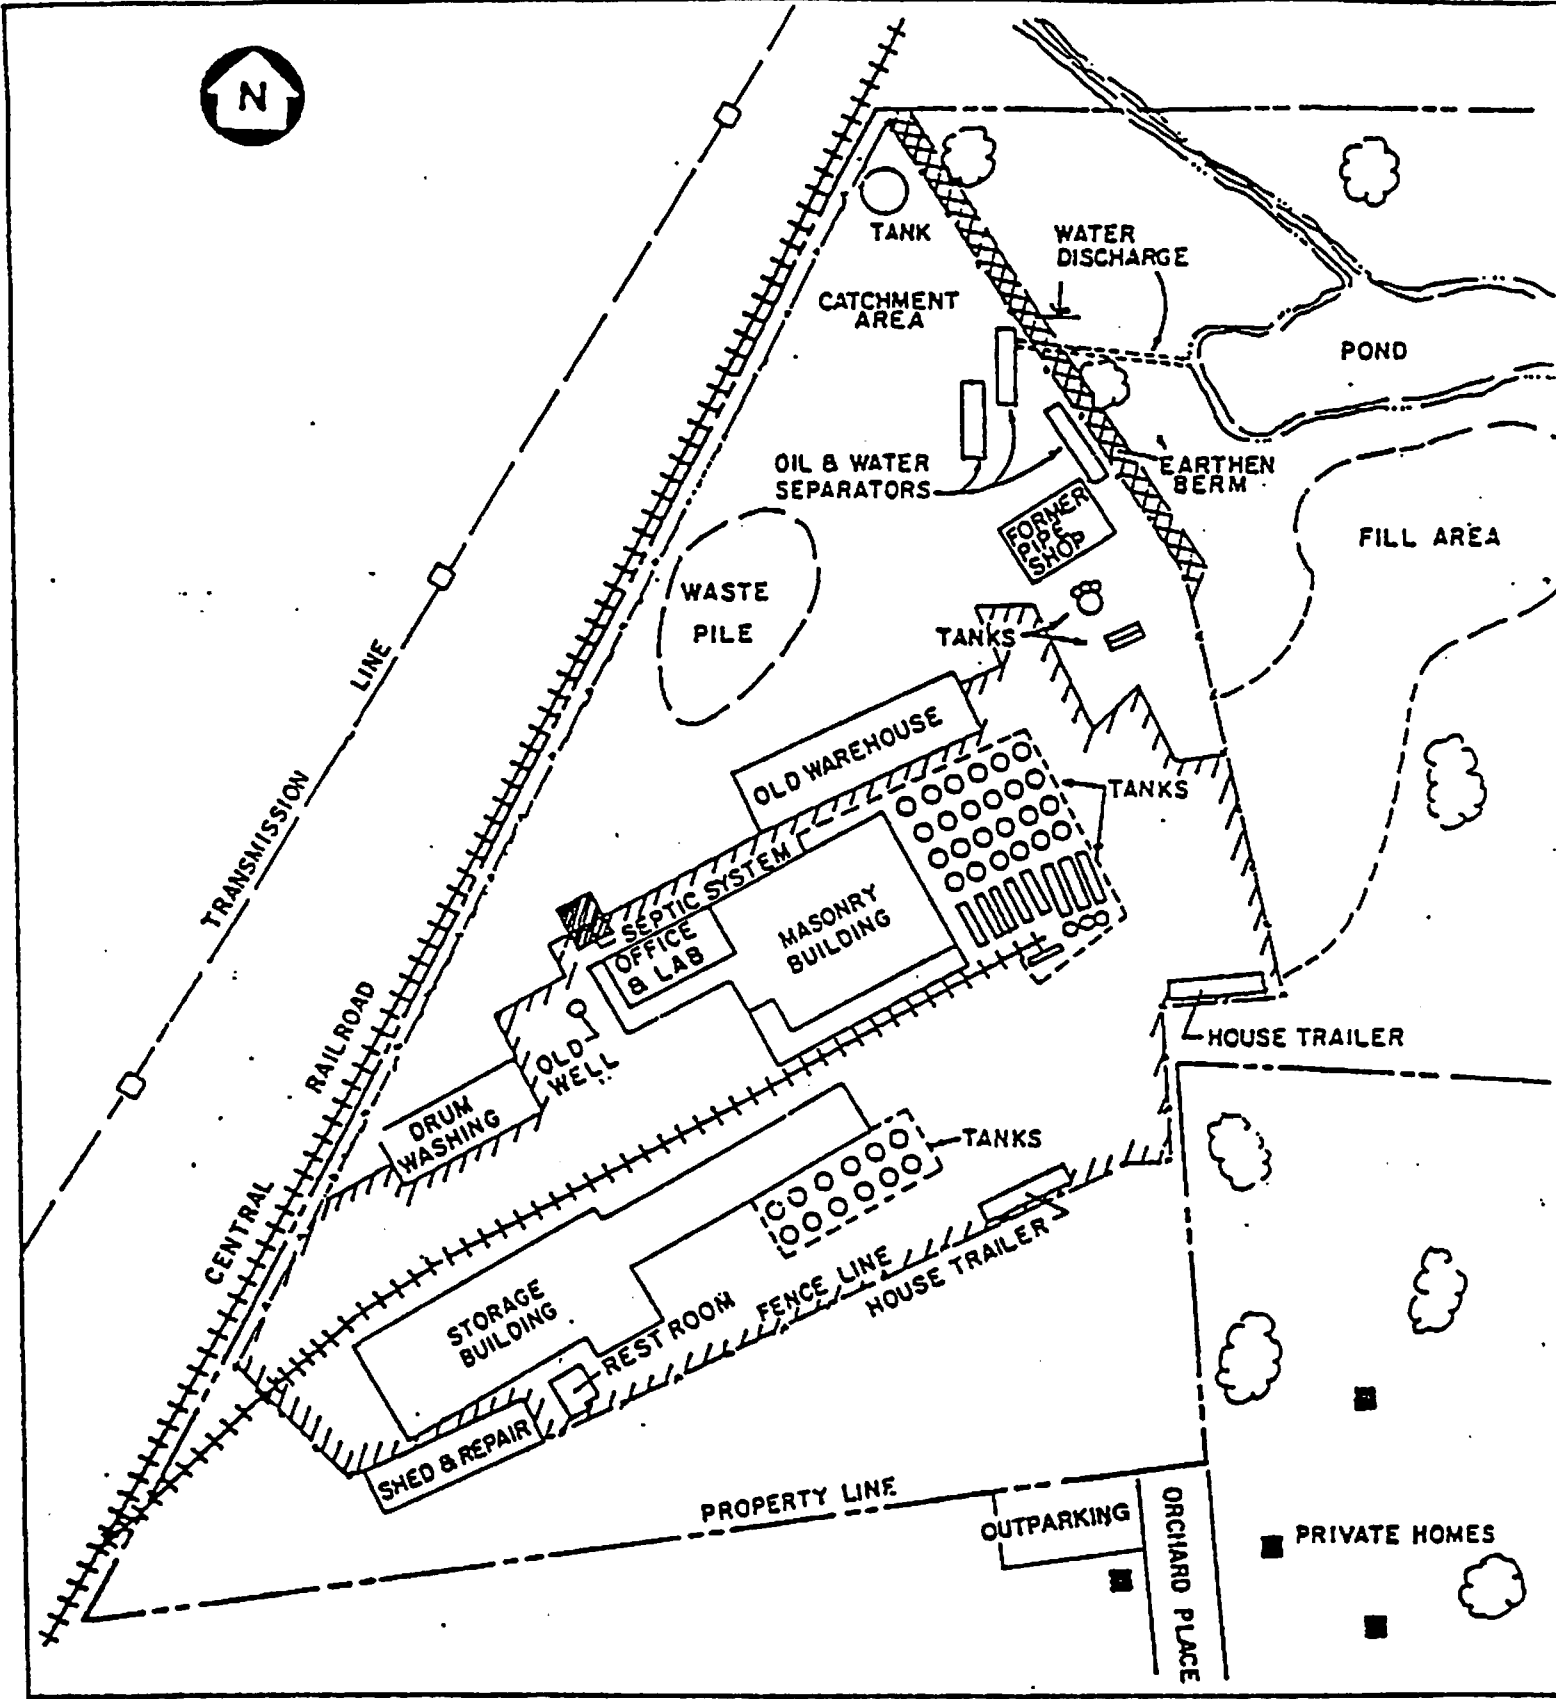 N
TANK
WATER
DISCHARGE
CATCHMENT
AREA
POND
OIL & WATER
SEPARATORS
EARTHEN
BERM
FORMER
PIPE
SHOP
FILL AREA
WASTE
PILE
TANKS
LINE
TRANSMISSION
OLD WAREHOUSE
TANKS
SEPTIC SYSTEM
MASONRY
BUILDING
OFFICE
& LAB
RAILROAD
CENTRAL
OLD
WELL
HOUSE TRAILER
DRUM
WASHING
TANKS
STORAGE
BUILDING
REST ROOM
FENCE LINE
HOUSE TRAILER
SHED & REPAIR
PROPERTY LINE
OUTPARKING
ORCHARD PLACE
PRIVATE HOMES